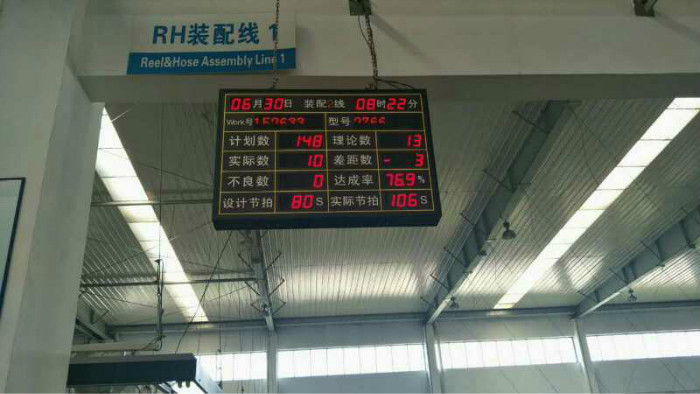 RH装配线 1
Reel&Hose Assembly Line 1
06月30日 装配2线 08时22分
Work号 型号
计划数 148 理论数 13
实际数 10 差距数 - 3
不良数 0 达成率 76.9%
设计节拍 80S 实际节拍 106S